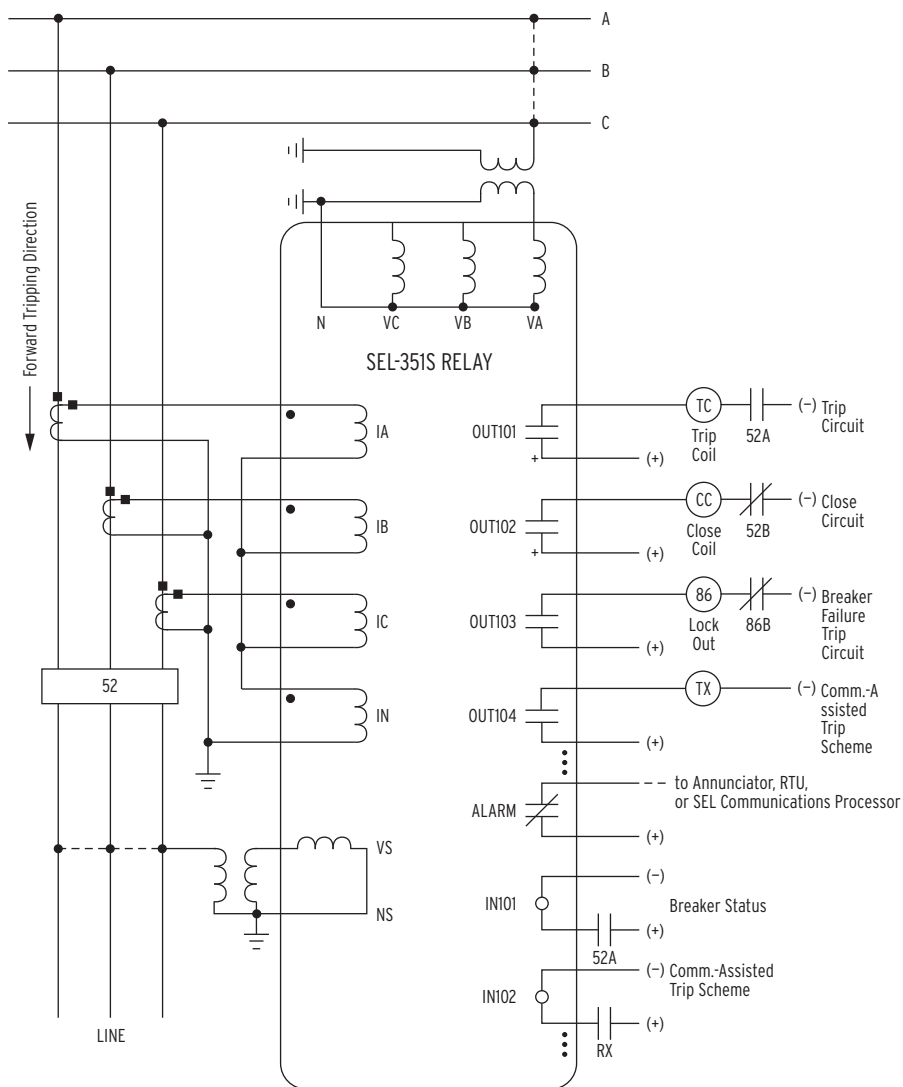 A
B
C
Forward Tripping Direction
N
VC
VB
VA
SEL-351S RELAY
IA
IB
IC
IN
52
VS
NS
LINE
OUT101
+
(+)
TC
Trip
Coil
52A
(–) Trip
Circuit
OUT102
+
(+)
CC
Close
Coil
52B
(–) Close
Circuit
OUT103
(+)
86
Lock
Out
86B
(–) Breaker
Failure
Trip
Circuit
OUT104
(+)
TX
(–) Comm.-A
ssisted
Trip
Scheme
ALARM
to Annunciator, RTU,
or SEL Communications Processor
(+)
IN101
(–)
Breaker Status
(+)
52A
IN102
(–) Comm.-Assisted
Trip Scheme
(+)
RX